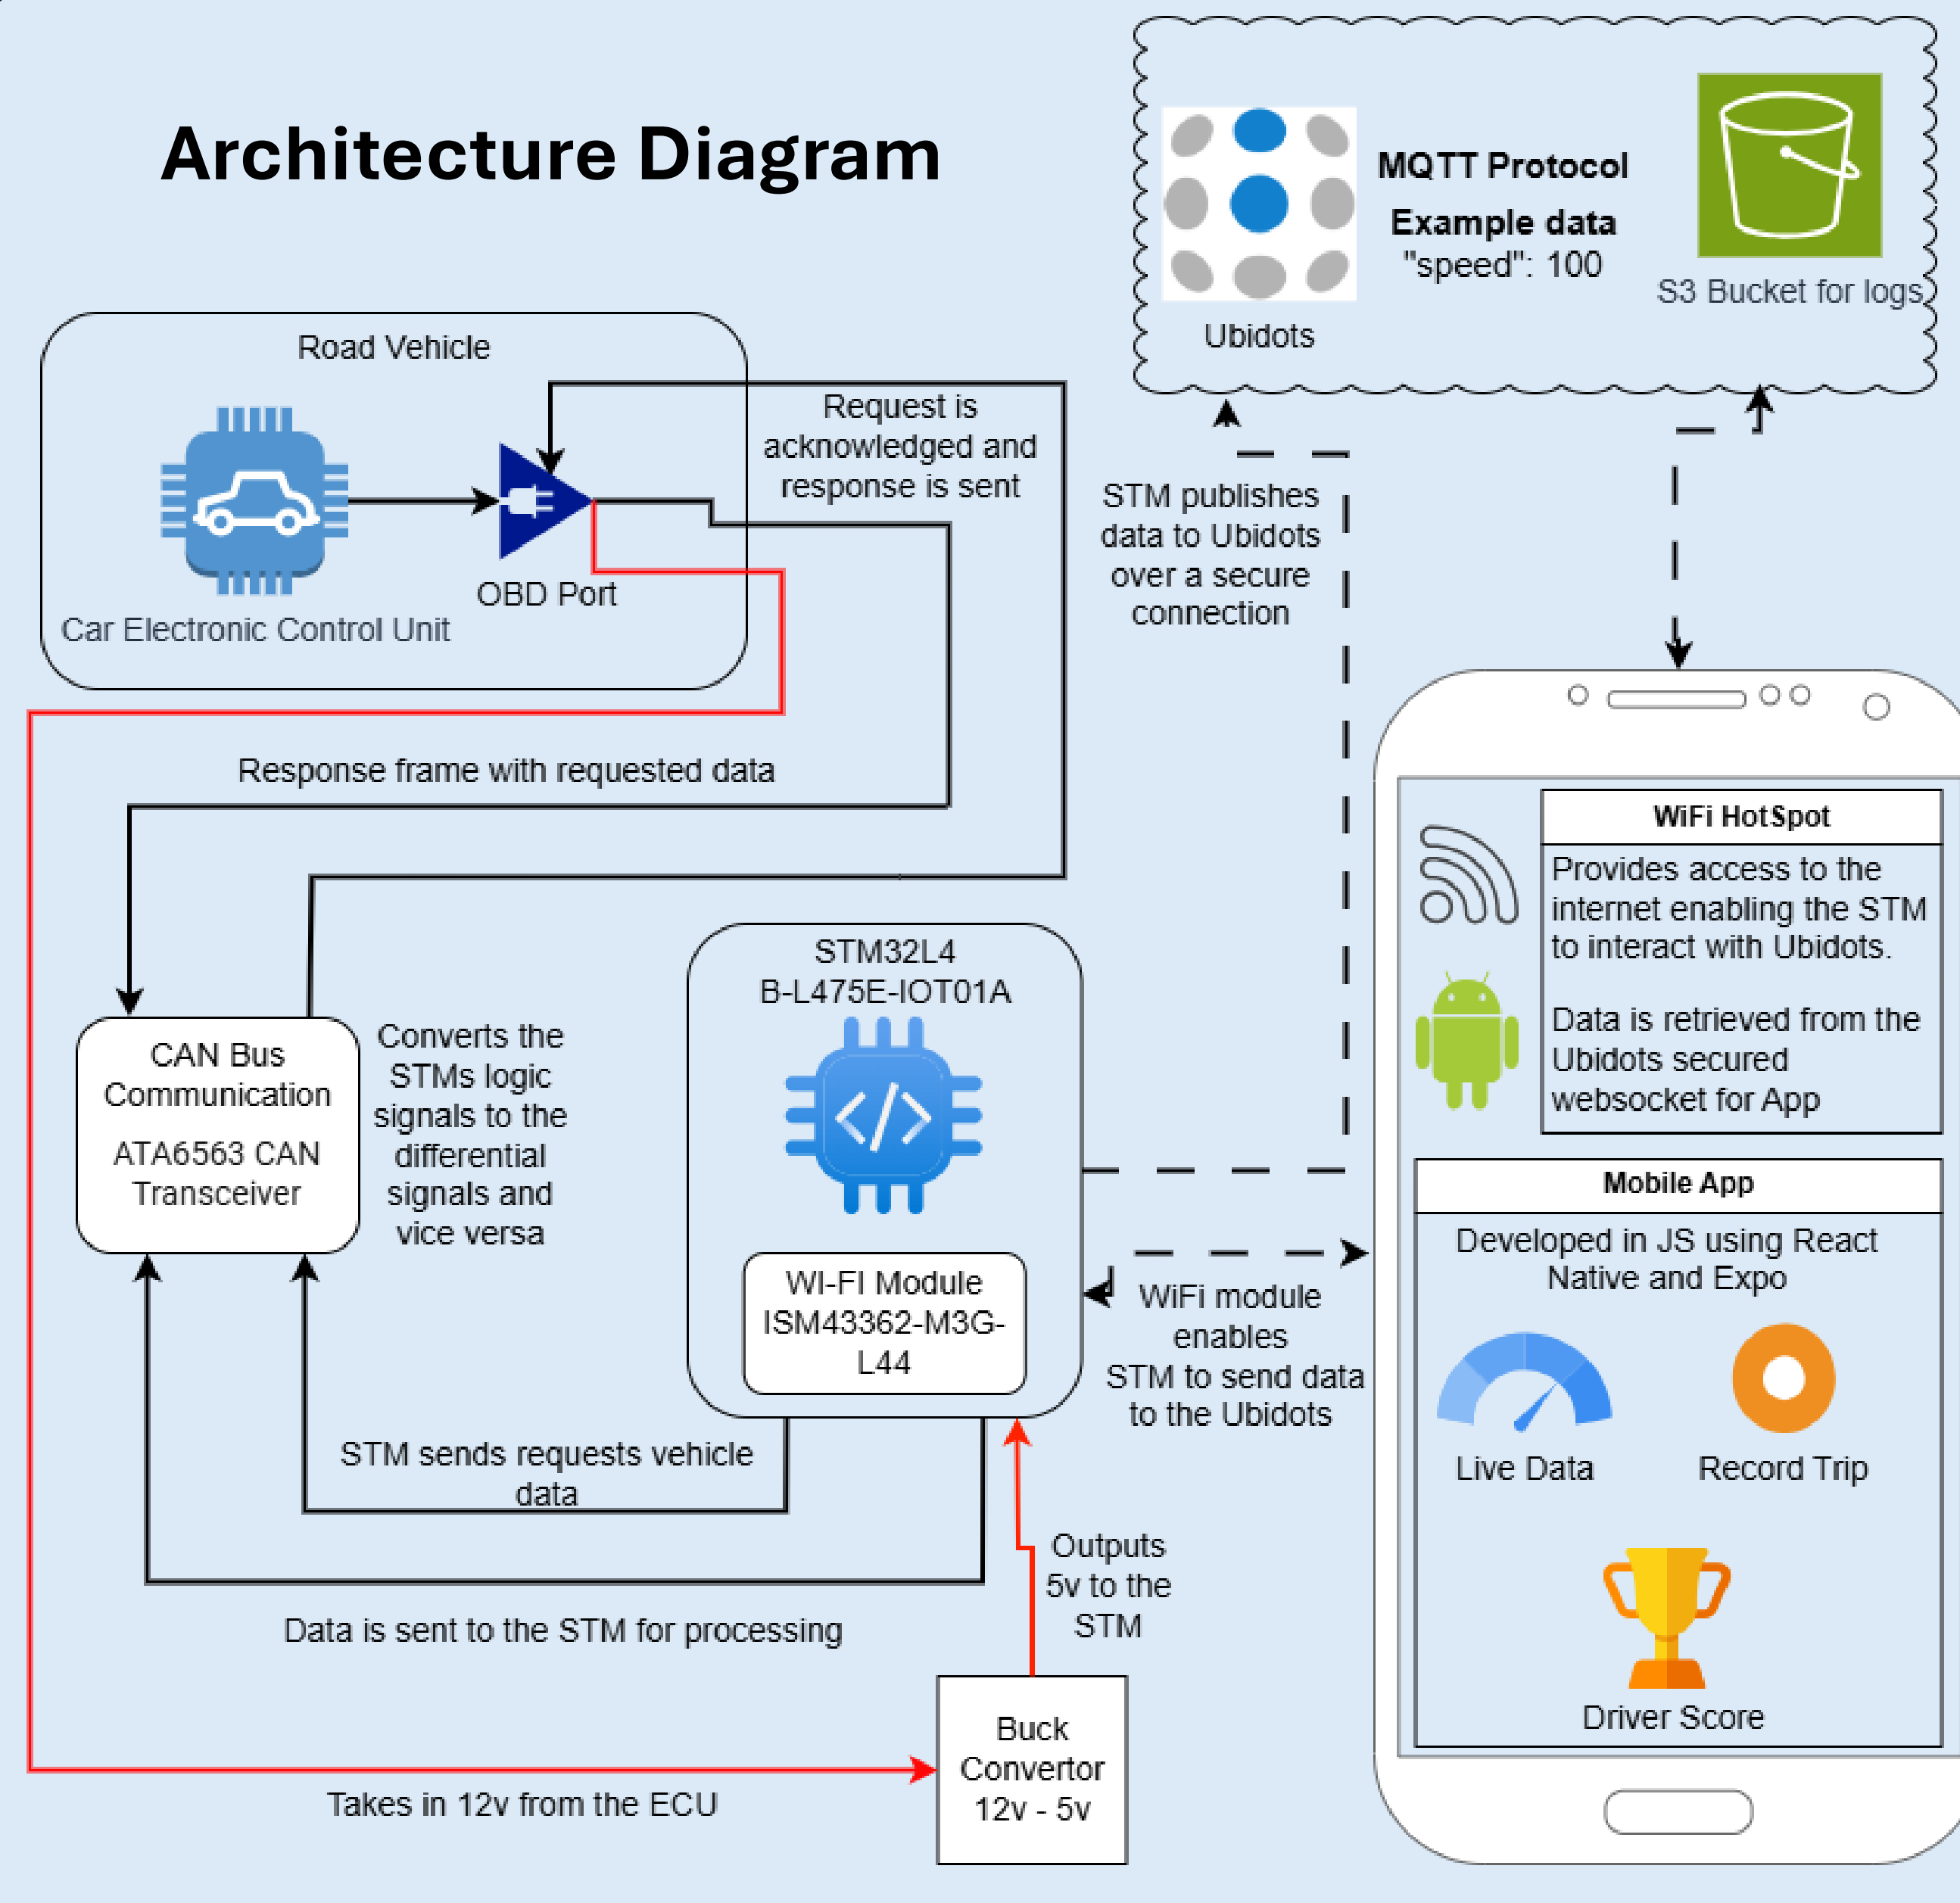 Architecture Diagram
MQTT Protocol
Example data
"speed": 100
Ubidots
S3 Bucket for logs
Road Vehicle
Car Electronic Control Unit
OBD Port
Request is
acknowledged and
response is sent
STM publishes
data to Ubidots
over a secure
connection
Response frame with requested data
CAN Bus
Communication
ATA6563 CAN
Transceiver
Converts the
STMs logic
signals to the
differential
signals and
vice versa
STM32L4
B-L475E-IOT01A
WI-FI Module
ISM43362-M3G-
L44
WiFi module
enables
STM to send data
to the Ubidots
STM sends requests vehicle
data
Data is sent to the STM for processing
Outputs
5v to the
STM
Buck
Convertor
12v - 5v
Takes in 12v from the ECU
WiFi HotSpot
Provides access to the
internet enabling the STM
to interact with Ubidots.
Data is retrieved from the
Ubidots secured
websocket for App
Mobile App
Developed in JS using React
Native and Expo
Live Data
Record Trip
Driver Score